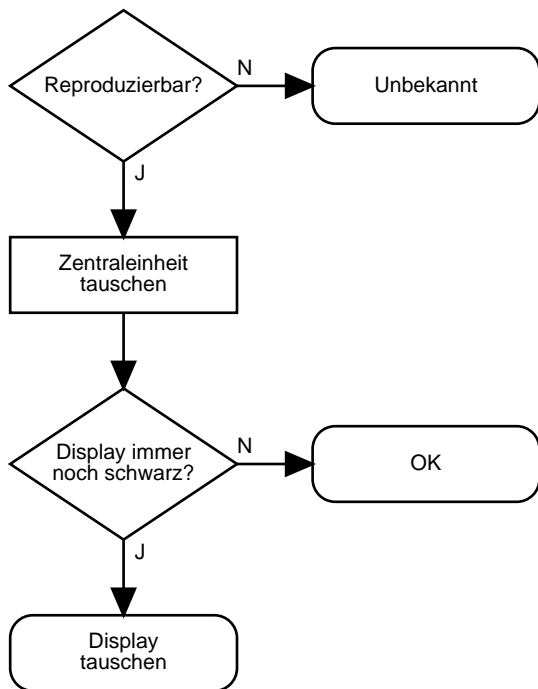 Reproduzierbar?
N
Unbekannt
J
Zentraleinheit
tauschen
Display immer
noch schwarz?
N
OK
J
Display
tauschen